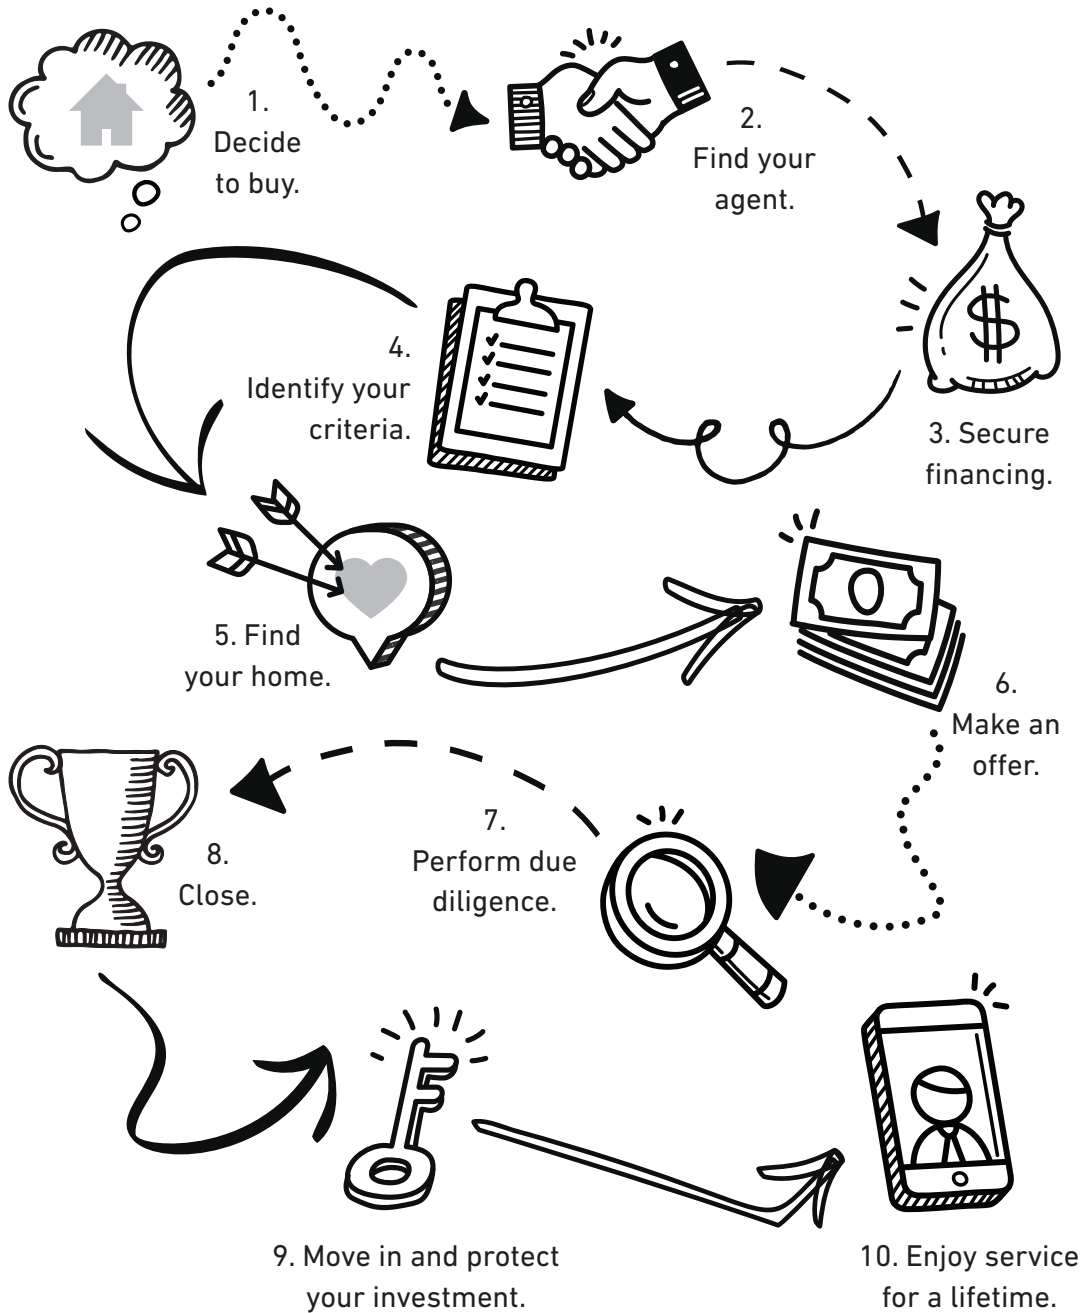 1.
Decide
to buy.
2.
Find your
agent.
3. Secure
financing.
4.
Identify your
criteria.
5. Find
your home.
6.
Make an
offer.
7.
Perform due
diligence.
8.
Close.
9. Move in and protect
your investment.
10. Enjoy service
for a lifetime.